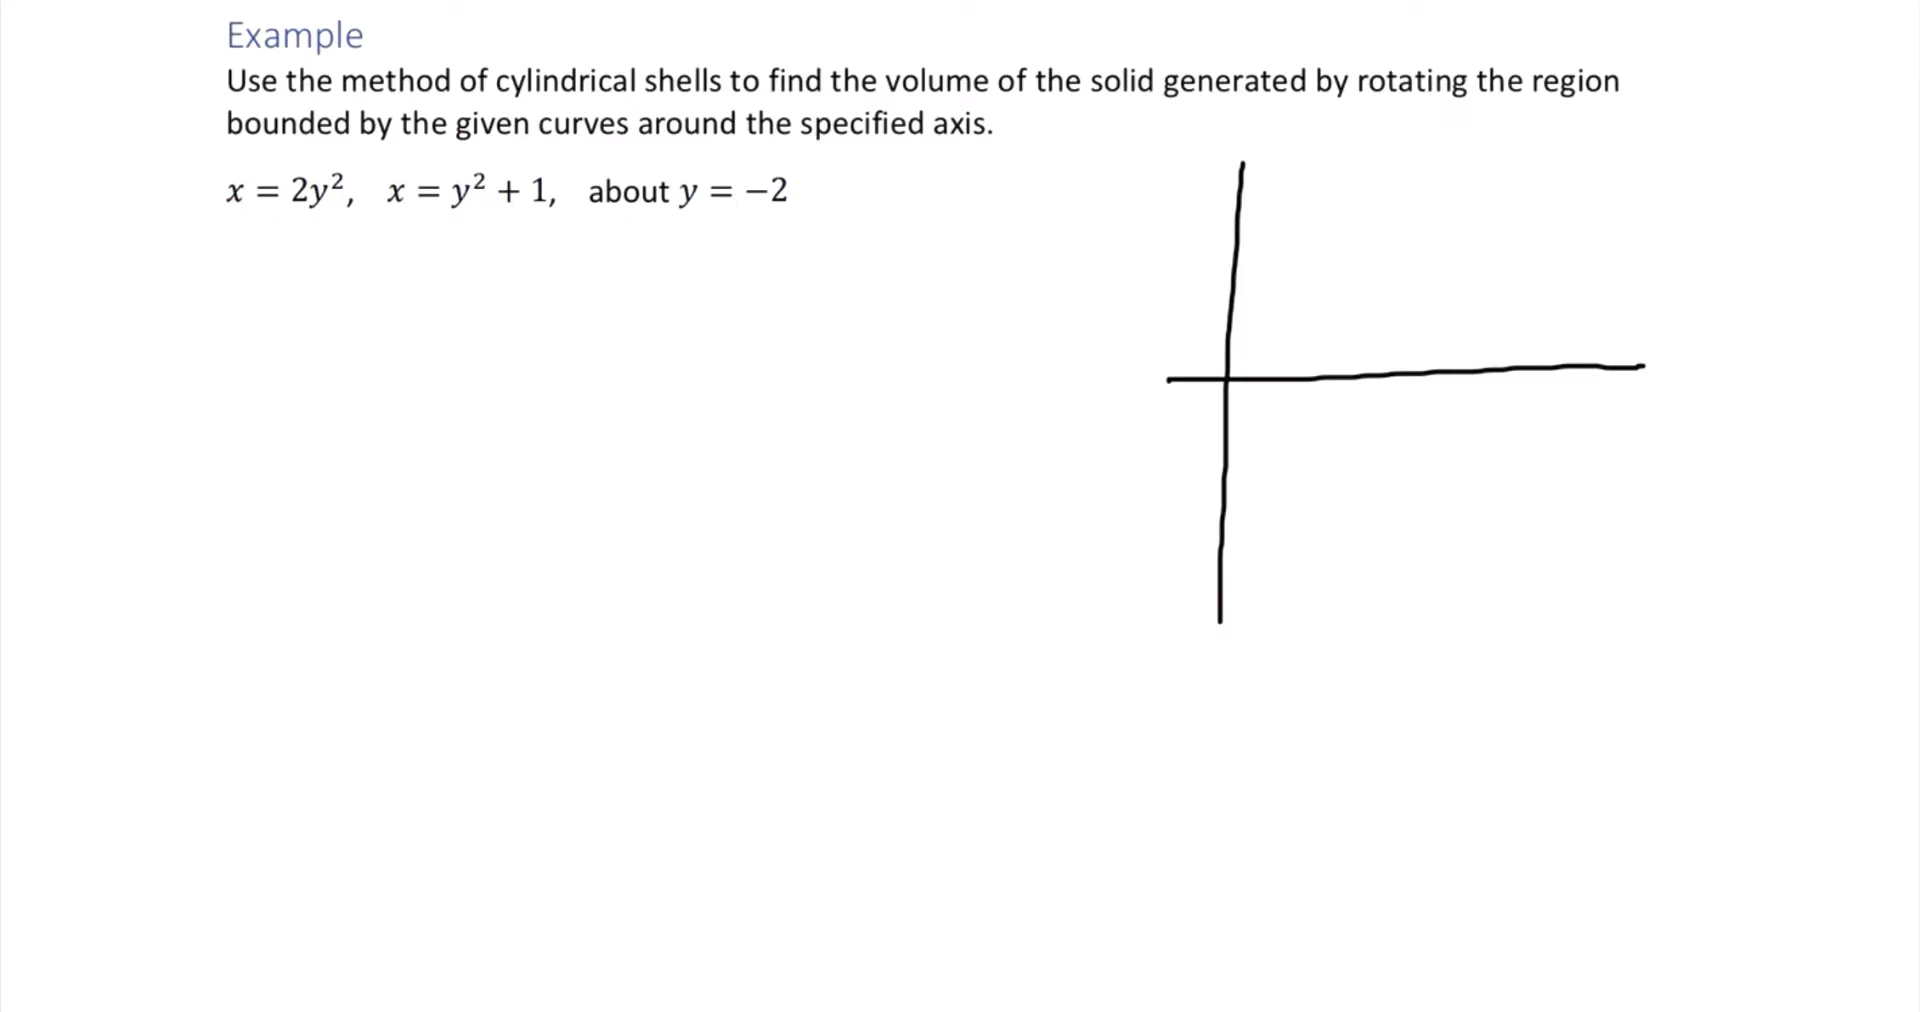 Example
Use the method of cylindrical shells to find the volume of the solid generated by rotating the region
bounded by the given curves around the specified axis.
x = 2y², x = y² + 1, about y = −2